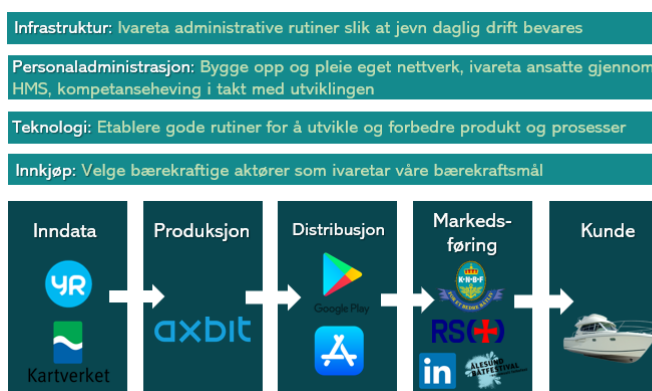 Infrastruktur: Ivareta administrative rutiner slik at jevn daglig drift bevares
Personaladministrasjon: Bygge opp og pleie eget nettverk, ivareta ansatte gjennom
HMS, kompetanseheving i takt med utviklingen
Teknologi: Etablere gode rutiner for å utvikle og forbedre produkt og prosesser
Innkjøp: Velge bærekraftige aktører som ivaretar våre bærekraftsmål
Inndata
YR
Kartverket
Produksjon
axbit
Distribusjon
Google Play
Markeds-
føring
KNBF
RS
in
ÅLESUND
BÅTFESTIVAL
Kunde